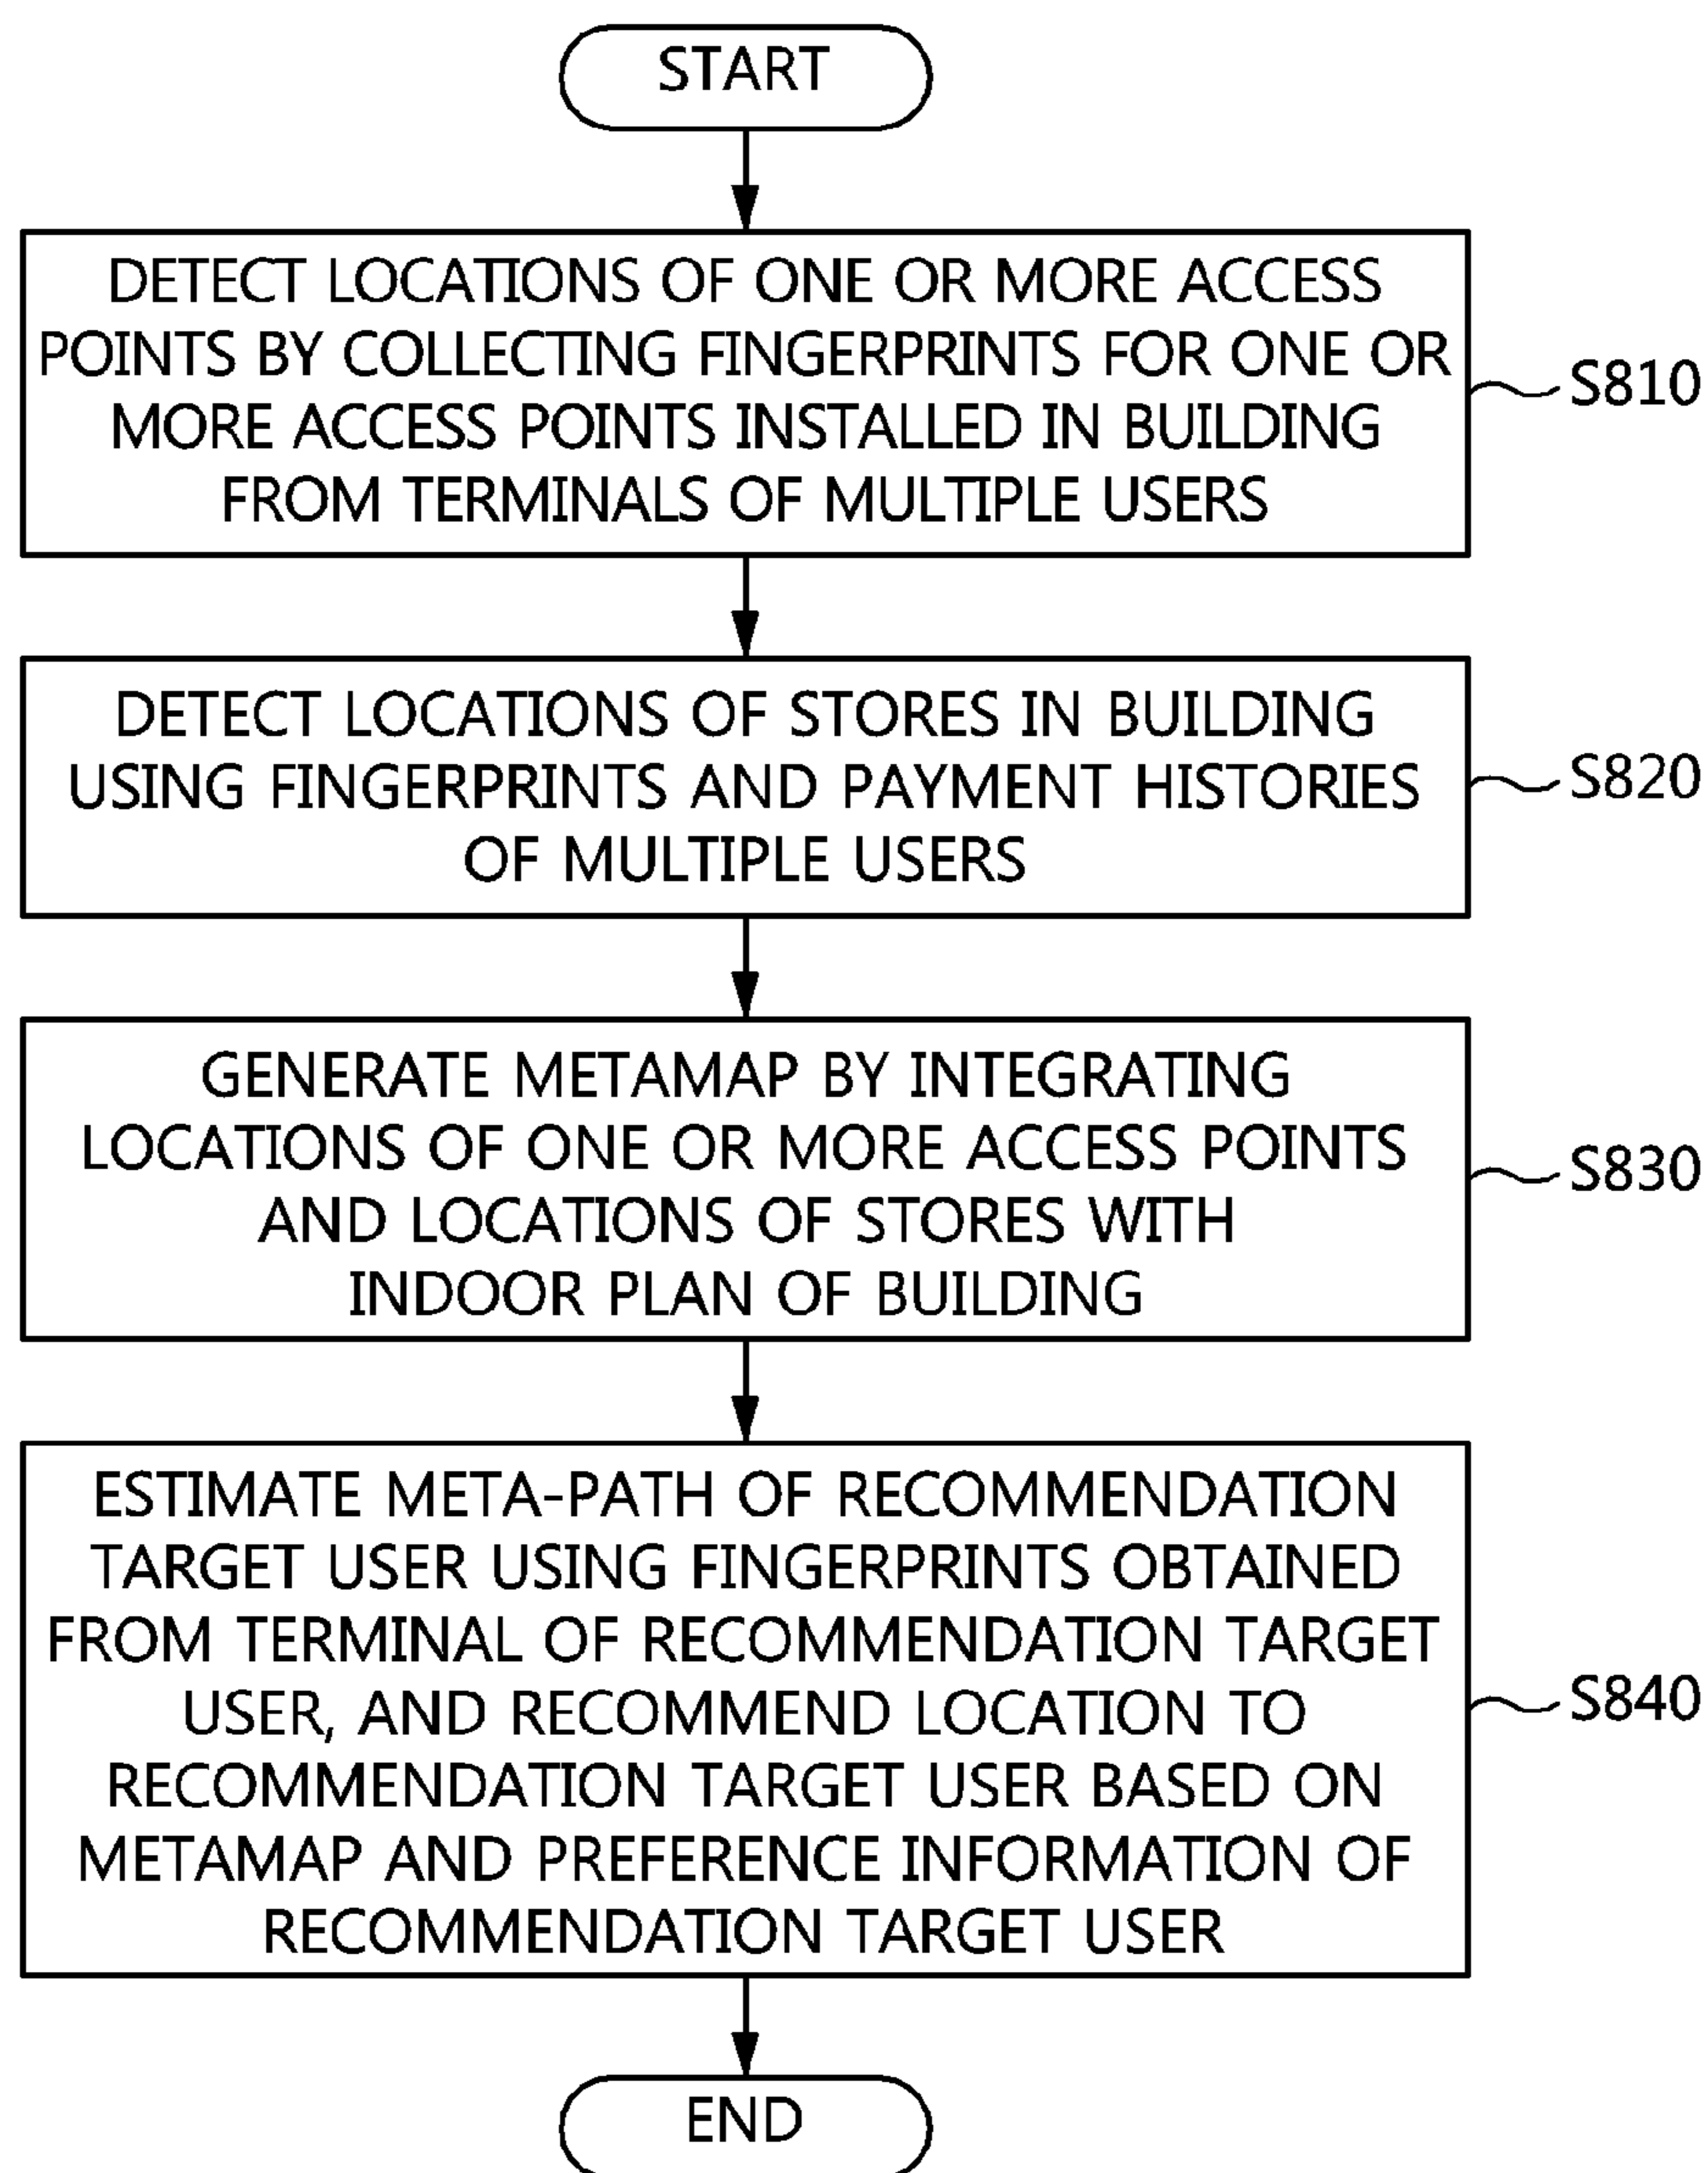 START
DETECT LOCATIONS OF ONE OR MORE ACCESS
POINTS BY COLLECTING FINGERPRINTS FOR ONE OR
MORE ACCESS POINTS INSTALLED IN BUILDING
FROM TERMINALS OF MULTIPLE USERS
S810
DETECT LOCATIONS OF STORES IN BUILDING
USING FINGERPRINTS AND PAYMENT HISTORIES
OF MULTIPLE USERS
S820
GENERATE METAMAP BY INTEGRATING
LOCATIONS OF ONE OR MORE ACCESS POINTS
AND LOCATIONS OF STORES WITH
INDOOR PLAN OF BUILDING
S830
ESTIMATE META-PATH OF RECOMMENDATION
TARGET USER USING FINGERPRINTS OBTAINED
FROM TERMINAL OF RECOMMENDATION TARGET
USER, AND RECOMMEND LOCATION TO
RECOMMENDATION TARGET USER BASED ON
METAMAP AND PREFERENCE INFORMATION OF
RECOMMENDATION TARGET USER
S840
END